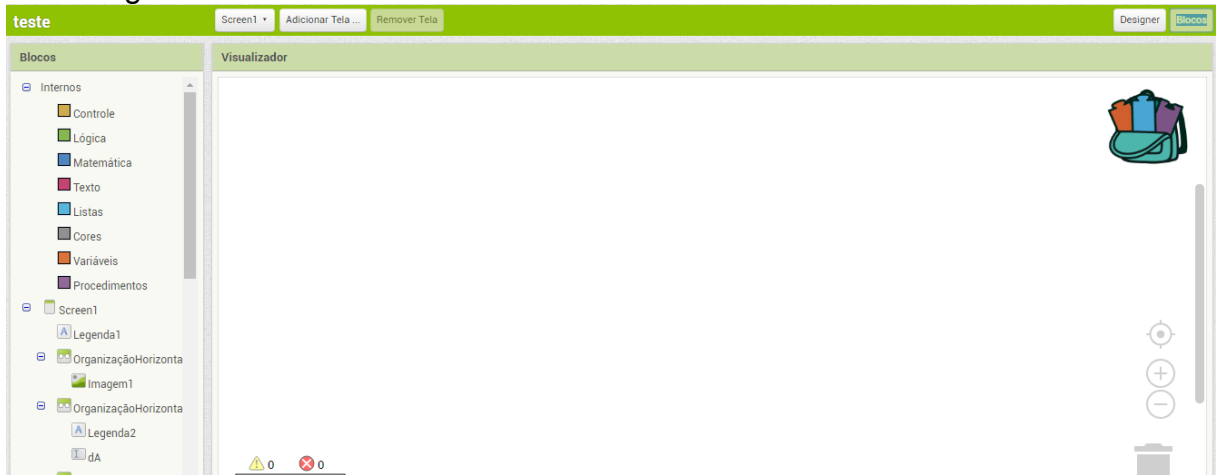 teste
Screen1
Adicionar Tela ...
Remover Tela
Designer
Blocos
Blocos
Visualizador
Internos
Controle
Lógica
Matemática
Texto
Listas
Cores
Variáveis
Procedimentos
Screen1
A Legenda1
OrganizaçãoHorizonta
Imagem1
OrganizaçãoHorizonta
A Legenda2
I dA
0
0